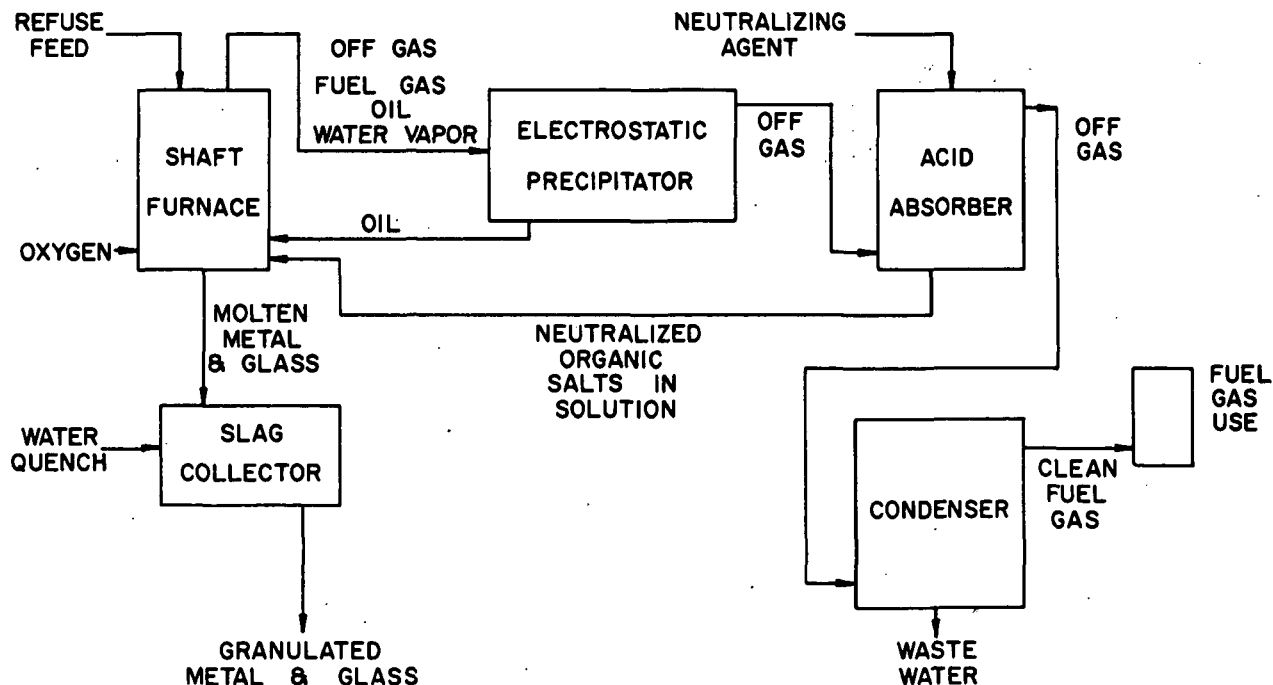 REFUSE
FEED
OFF GAS
FUEL GAS
OIL
WATER VAPOR
NEUTRALIZING
AGENT
SHAFT
FURNACE
ELECTROSTATIC
PRECIPITATOR
OFF
GAS
ACID
ABSORBER
OFF
GAS
OIL
OXYGEN
MOLTEN
METAL
& GLASS
NEUTRALIZED
ORGANIC
SALTS IN
SOLUTION
FUEL
GAS
USE
WATER
QUENCH
SLAG
COLLECTOR
CONDENSER
CLEAN
FUEL
GAS
GRANULATED
METAL & GLASS
WASTE
WATER